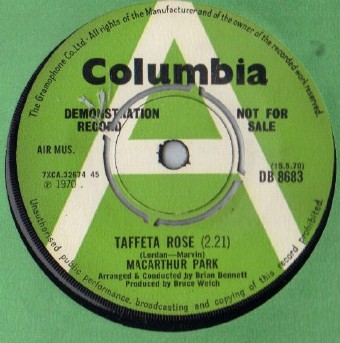 The Gramophone Co. Ltd. All rights of the Manufacturer and of the owner of the recorded work reserved.
Columbia
DEMONSTRATION RECORD
NOT FOR SALE
AIR MUS.
7XCA.32674 45
℗ 1970
(15.5.70)
DB 8683
TAFFETA ROSE (2.21)
(Lordan—Marvin)
MACARTHUR PARK
Arranged & Conducted by Brian Bennett
Produced by Bruce Welch
Unauthorised public performance, broadcasting and copying of this record prohibited.
A